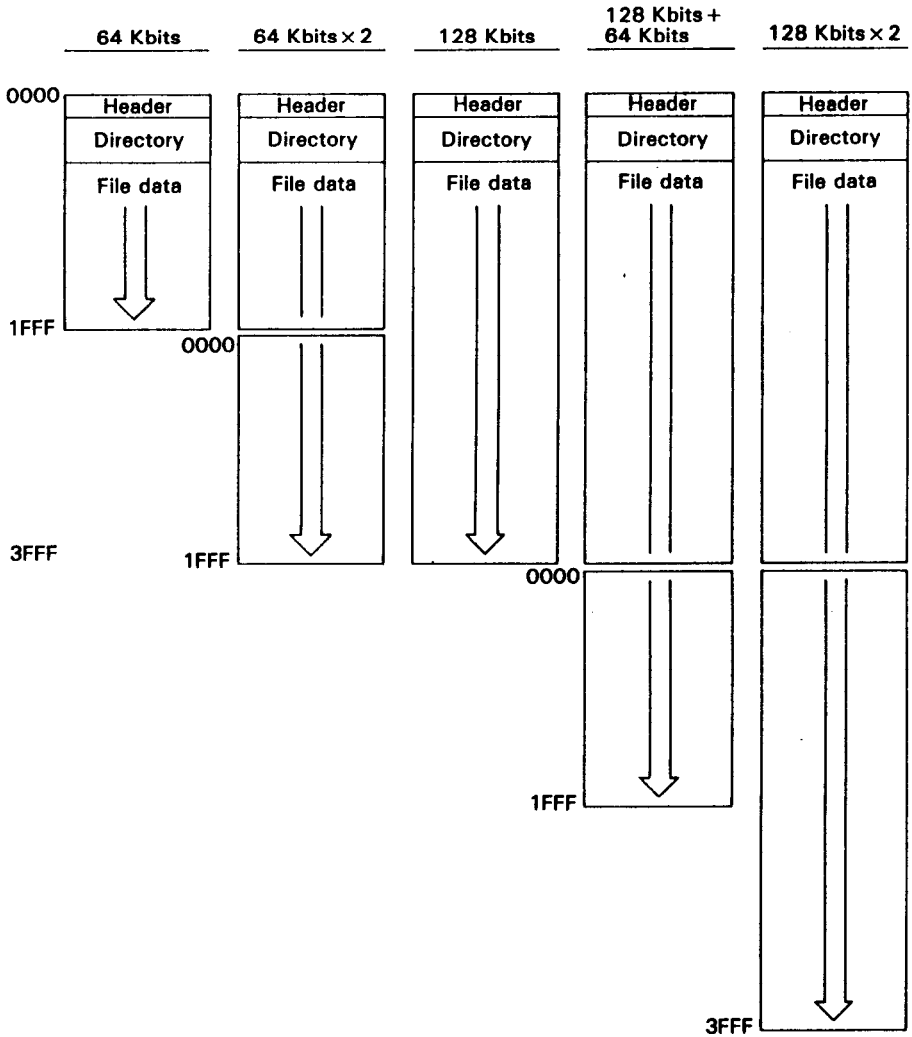 64 Kbits
64 Kbits × 2
128 Kbits
128 Kbits +
64 Kbits
128 Kbits × 2
0000
Header
Header
Header
Header
Header
Directory
Directory
Directory
Directory
Directory
File data
File data
File data
File data
File data
1FFF
0000
3FFF
1FFF
0000
1FFF
3FFF